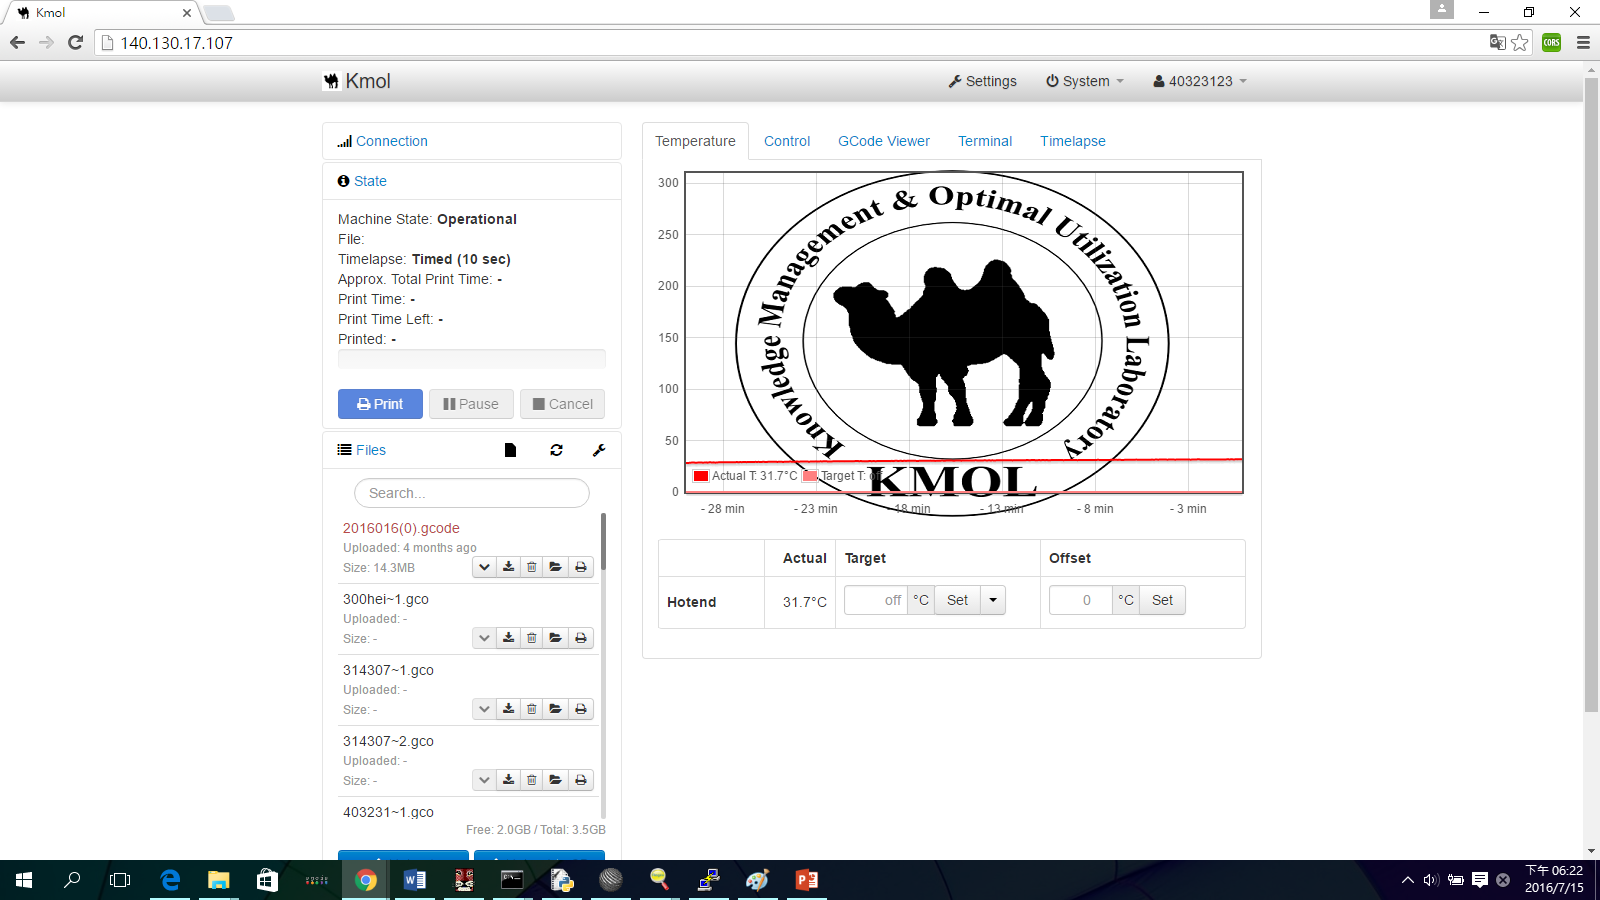 Kmol
140.130.17.107
CORS
Kmol
Settings
System
40323123
Connection
State
Machine State: Operational
File:
Timelapse: Timed (10 sec)
Approx. Total Print Time: -
Print Time: -
Print Time Left: -
Printed: -
Print
Pause
Cancel
Files
Search...
2016016(0).gcode
Uploaded: 4 months ago
Size: 14.3MB
300hei~1.gco
Uploaded: -
Size: -
314307~1.gco
Uploaded: -
Size: -
314307~2.gco
Uploaded: -
Size: -
403231~1.gco
Free: 2.0GB / Total: 3.5GB
Temperature
Control
GCode Viewer
Terminal
Timelapse
300
250
200
150
100
50
0
Knowledge Management & Optimal Utilization Laboratory
KMOL
Actual T: 31.7°C
Target T: off
- 28 min
- 23 min
- 18 min
- 13 min
- 8 min
- 3 min
Actual
Target
Offset
Hotend
31.7°C
off °C Set
0 °C Set
下午 06:22
2016/7/15